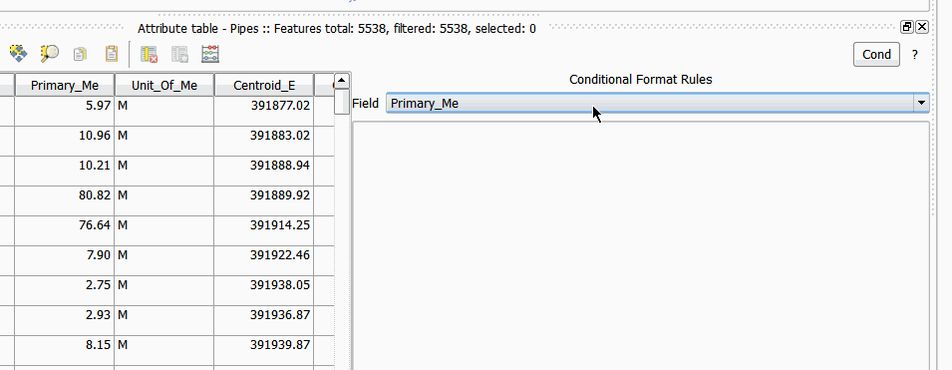 Attribute table - Pipes :: Features total: 5538, filtered: 5538, selected: 0
Cond ?
Conditional Format Rules
Field Primary_Me
Primary_Me Unit_Of_Me Centroid_E
5.97 M 391877.02
10.96 M 391883.02
10.21 M 391888.94
80.82 M 391889.92
76.64 M 391914.25
7.90 M 391922.46
2.75 M 391938.05
2.93 M 391936.87
8.15 M 391939.87